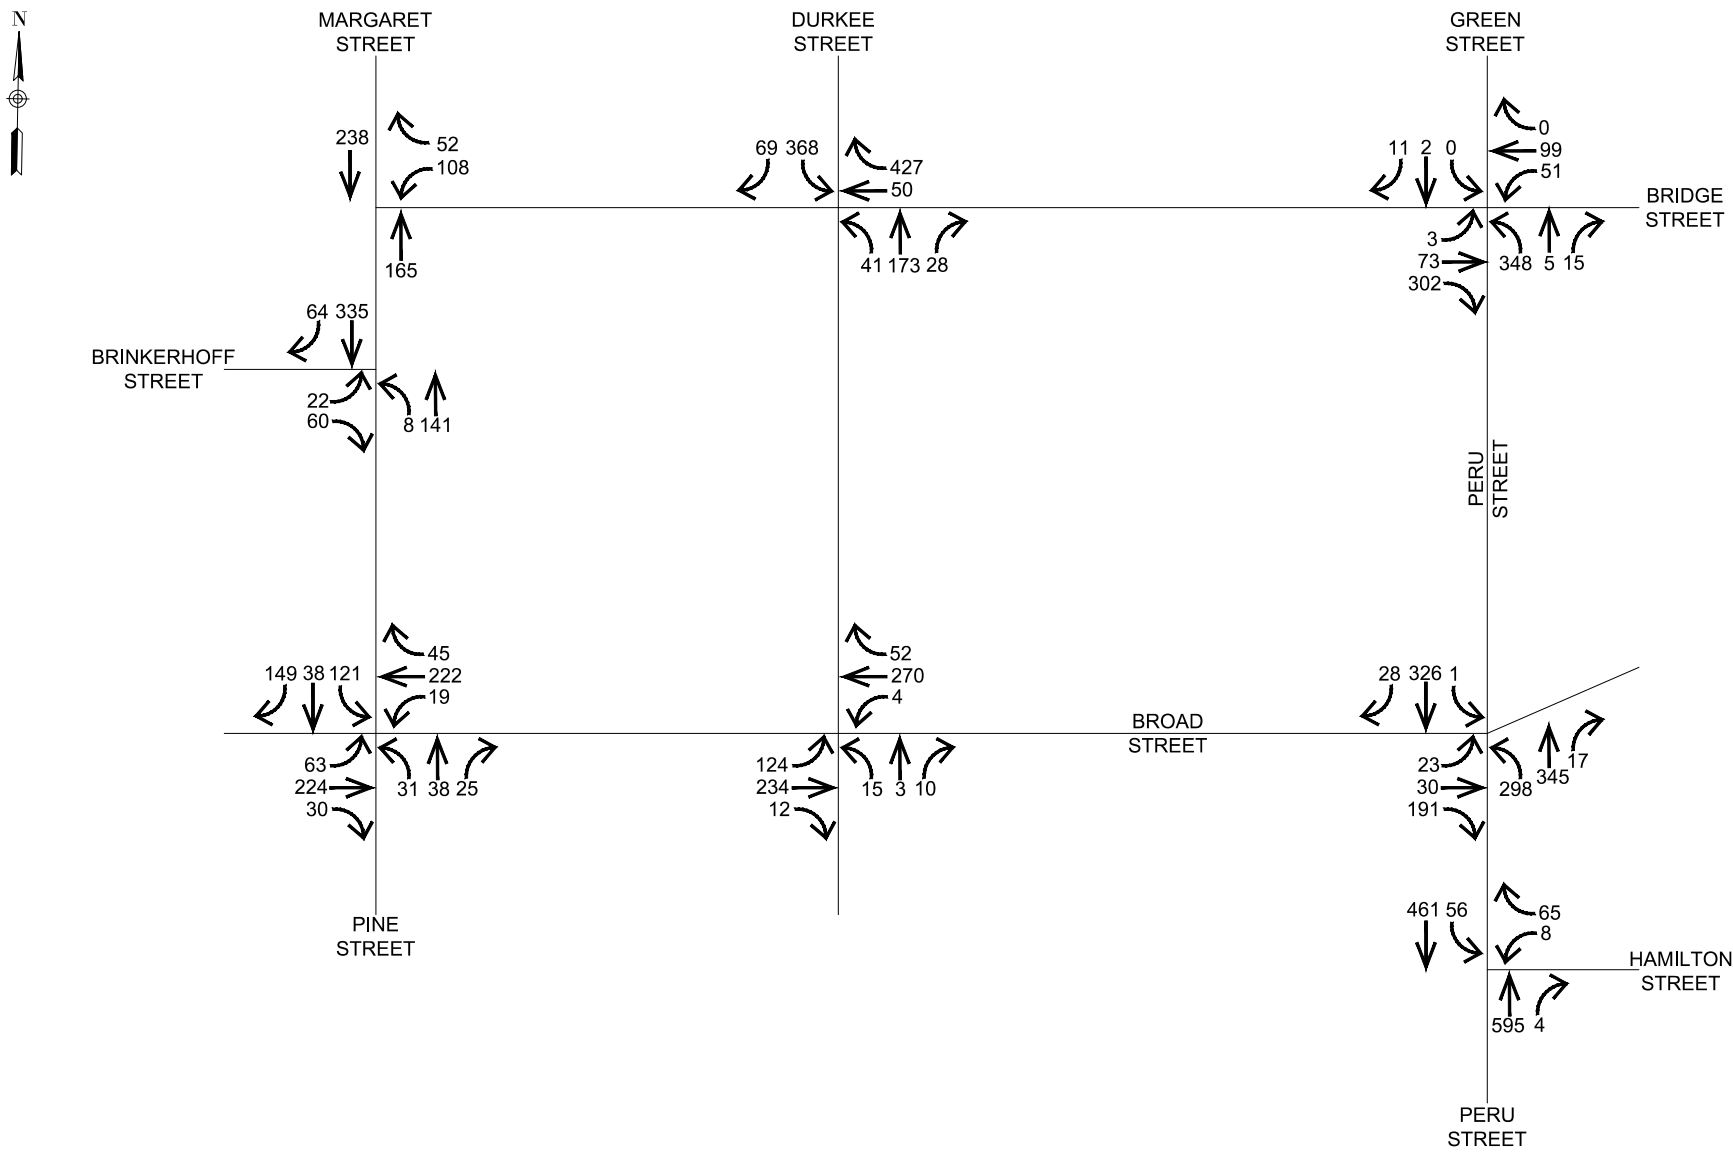 N
MARGARET
STREET
DURKEE
STREET
GREEN
STREET
238
52
108
165
69 368
427
50
41 173 28
11 2 0
0
99
51
BRIDGE
STREET
3
73
302
348 5 15
64 335
BRINKERHOFF
STREET
22
60
8 141
PERU
STREET
149 38 121
45
222
19
63
224
30
31 38 25
52
270
4
124
234
12
15 3 10
BROAD
STREET
28 326 1
23
30
191
298 345 17
PINE
STREET
461 56
65
8
HAMILTON
STREET
595 4
PERU
STREET